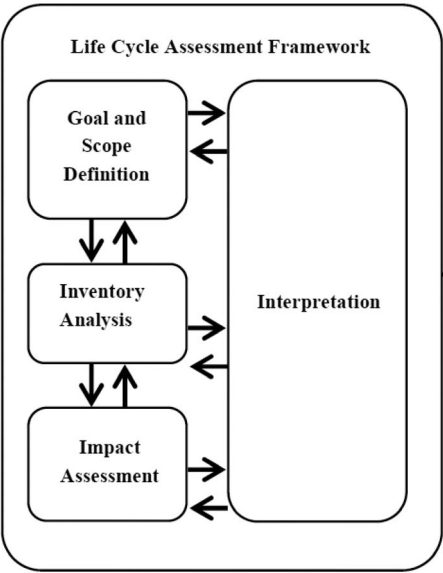 Life Cycle Assessment Framework
Goal and
Scope
Definition
Inventory
Analysis
Interpretation
Impact
Assessment